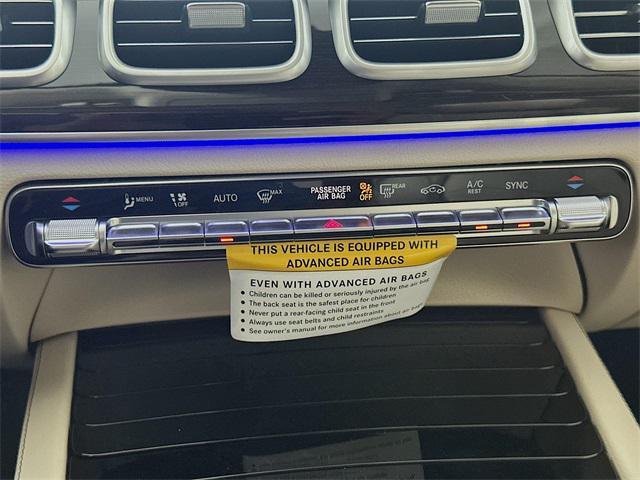 MENU
OFF
AUTO
MAX
PASSENGER
AIR BAG
OFF
REAR
A/C
REST
SYNC
THIS VEHICLE IS EQUIPPED WITH
ADVANCED AIR BAGS
EVEN WITH ADVANCED AIR BAGS
• Children can be killed or seriously injured by the air bag
• The back seat is the safest place for children
• Never put a rear-facing child seat in the front
• Always use seat belts and child restraints
• See owner's manual for more information about air bags